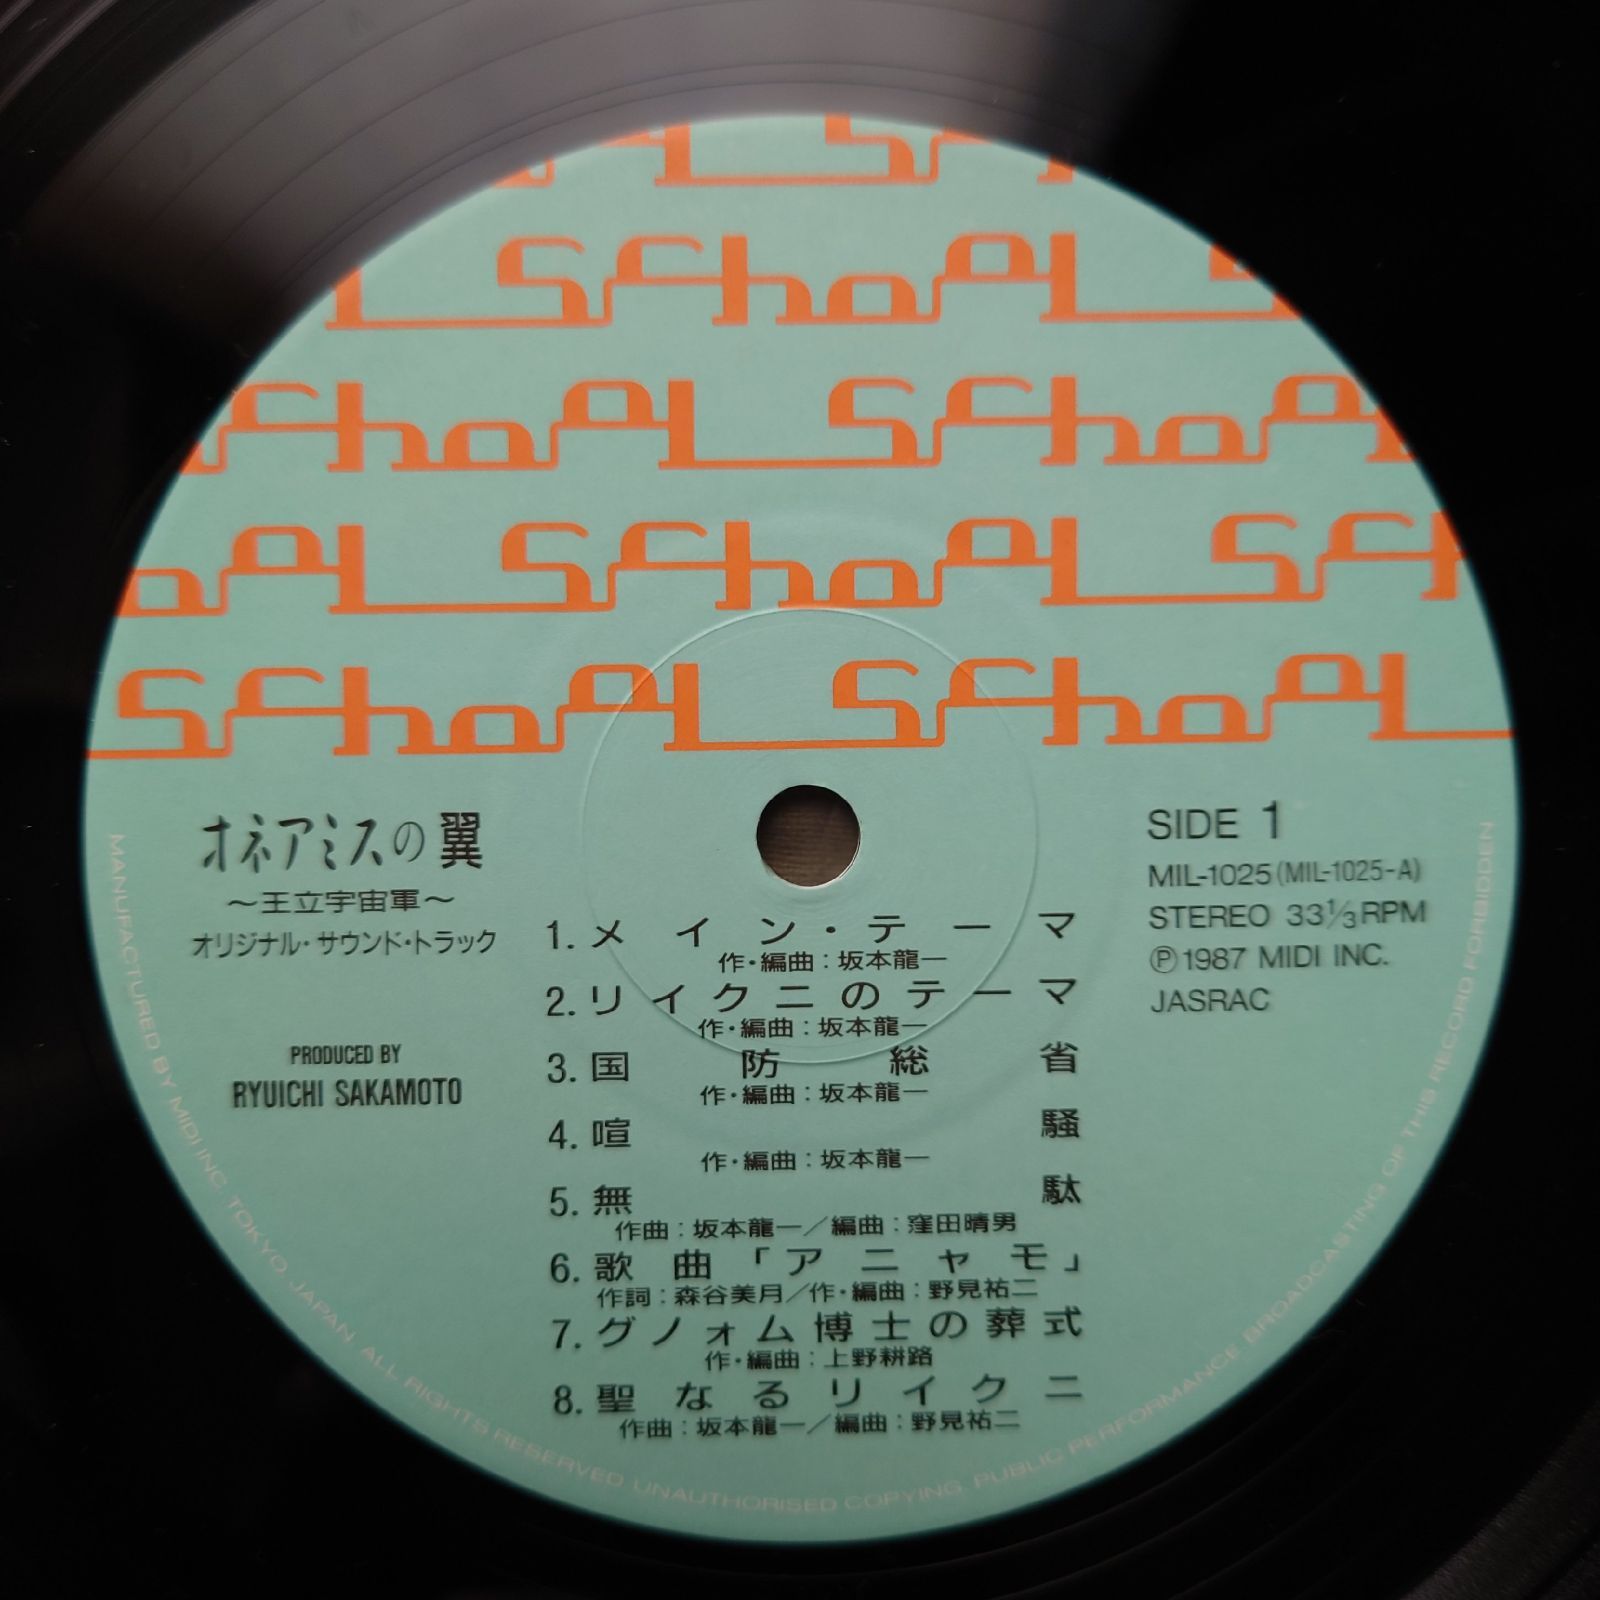 School
School
School School
School School
School School
オネアミスの翼
〜王立宇宙軍〜
オリジナル・サウンド・トラック
PRODUCED BY
RYUICHI SAKAMOTO
SIDE 1
MIL-1025(MIL-1025-A)
STEREO 33⅓RPM
Ⓟ1987 MIDI INC.
JASRAC
1.メイン・テーマ
作・編曲：坂本龍一
2.リイクニのテーマ
作・編曲：坂本龍一
3.国防総省
作・編曲：坂本龍一
4.喧騒
作・編曲：坂本龍一
5.無駄
作曲：坂本龍一／編曲：窪田晴男
6.歌曲「アニャモ」
作詞：森谷美月／作・編曲：野見祐二
7.グノォム博士の葬式
作・編曲：上野耕路
8.聖なるリイクニ
作曲：坂本龍一／編曲：野見祐二
MANUFACTURED BY MIDI INC. TOKYO, JAPAN. ALL RIGHTS RESERVED. UNAUTHORISED COPYING. PUBLIC PERFORMANCE BROADCASTING OF THIS RECORD FORBIDDEN